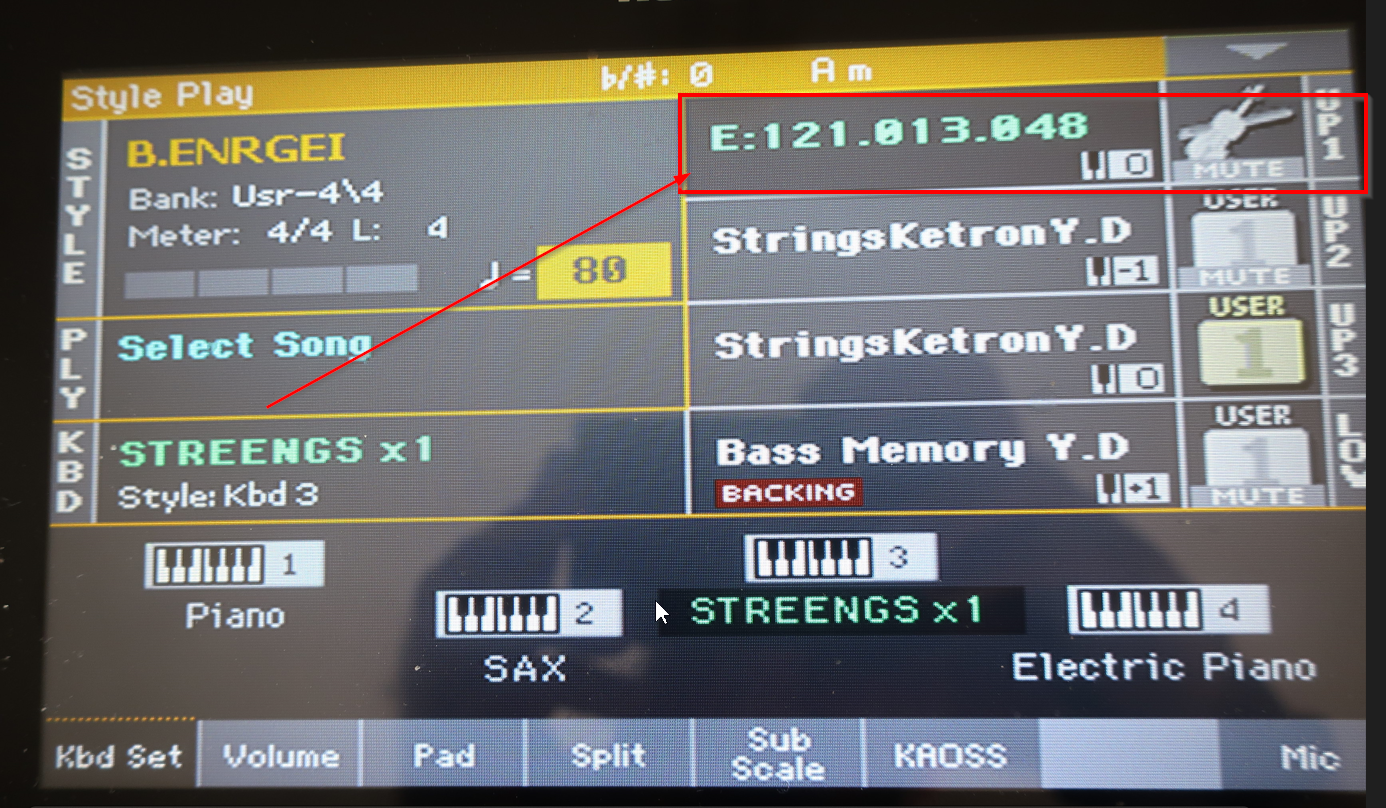 Style Play
♭/#: 0
Am
STYLE
B.ENRGEI
Bank: Usr-4\4
Meter: 4/4 L: 4
♩= 80
PLY
Select Song
KBD
STREENGS x1
Style: Kbd 3
E:121.013.048
0
MUTE
UP1
StringsKetronY.D
-1
USER
1
MUTE
UP2
StringsKetronY.D
0
USER
1
UP3
Bass Memory Y.D
BACKING
+1
USER
1
MUTE
LOW
1
Piano
2
SAX
3
STREENGS x1
4
Electric Piano
Kbd Set
Volume
Pad
Split
Sub
Scale
KAOSS
Mic